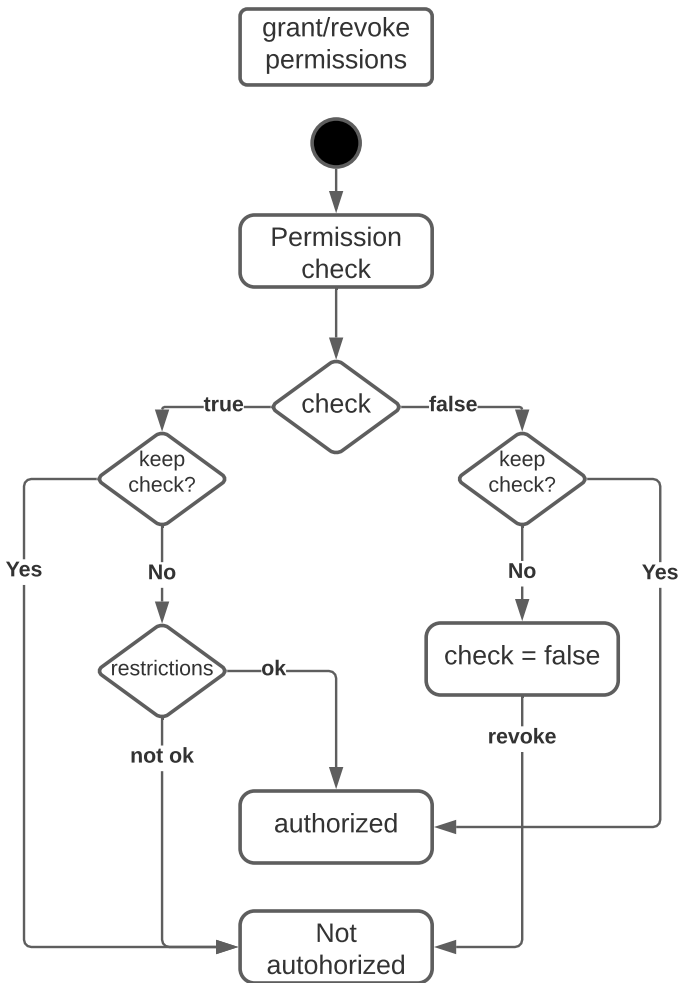 grant/revoke
permissions
Permission
check
check
true
false
keep
check?
keep
check?
Yes
No
No
Yes
restrictions
ok
check = false
not ok
revoke
authorized
Not
autohorized